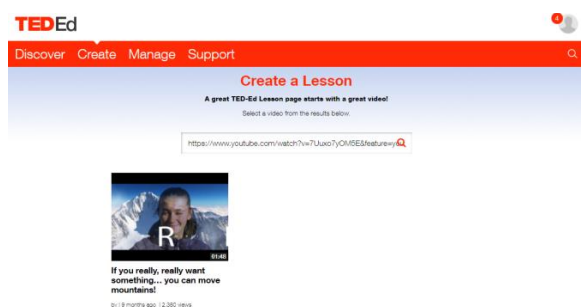 TEDEd
4
Discover Create Manage Support
Create a Lesson
A great TED-Ed Lesson page starts with a great video!
Select a video from the results below.
https://www.youtube.com/watch?v=7Uuxo7yOM5E&feature=yo
R
01:48
If you really, really want
something... you can move
mountains!
by | 9 months ago | 2,360 views